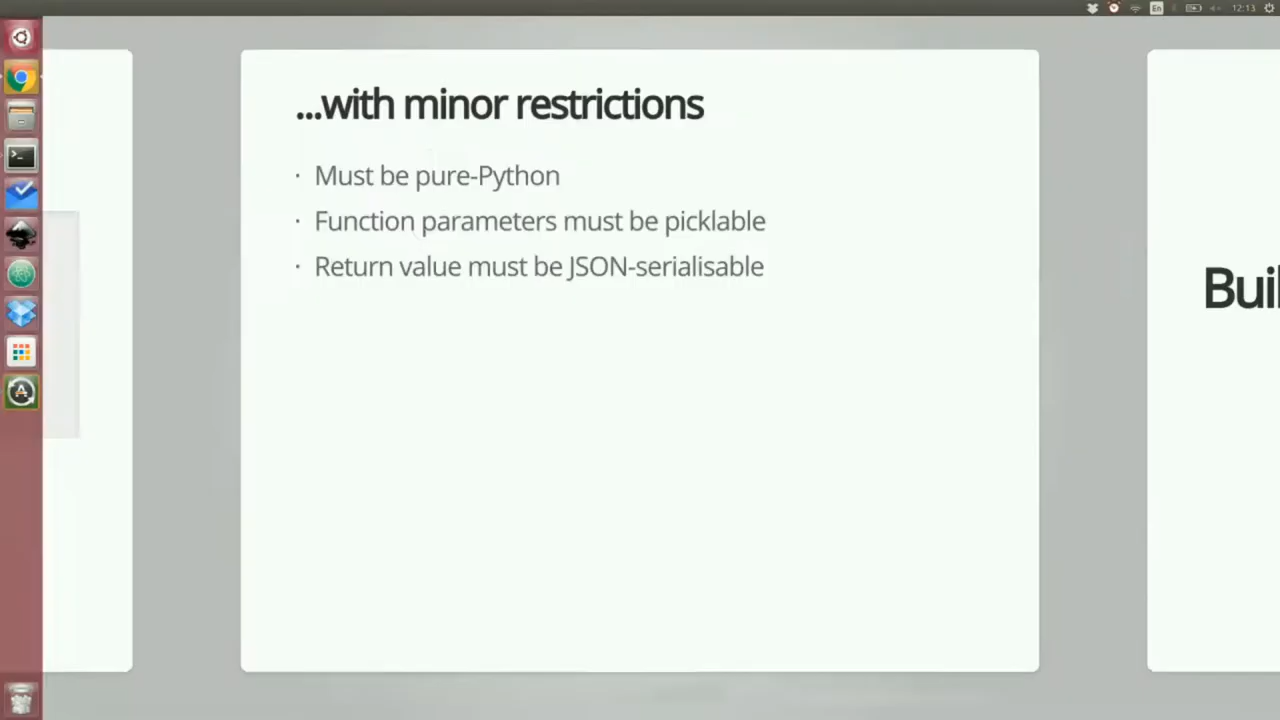 En
12:13
...with minor restrictions
· Must be pure-Python
· Function parameters must be picklable
· Return value must be JSON-serialisable
Buil